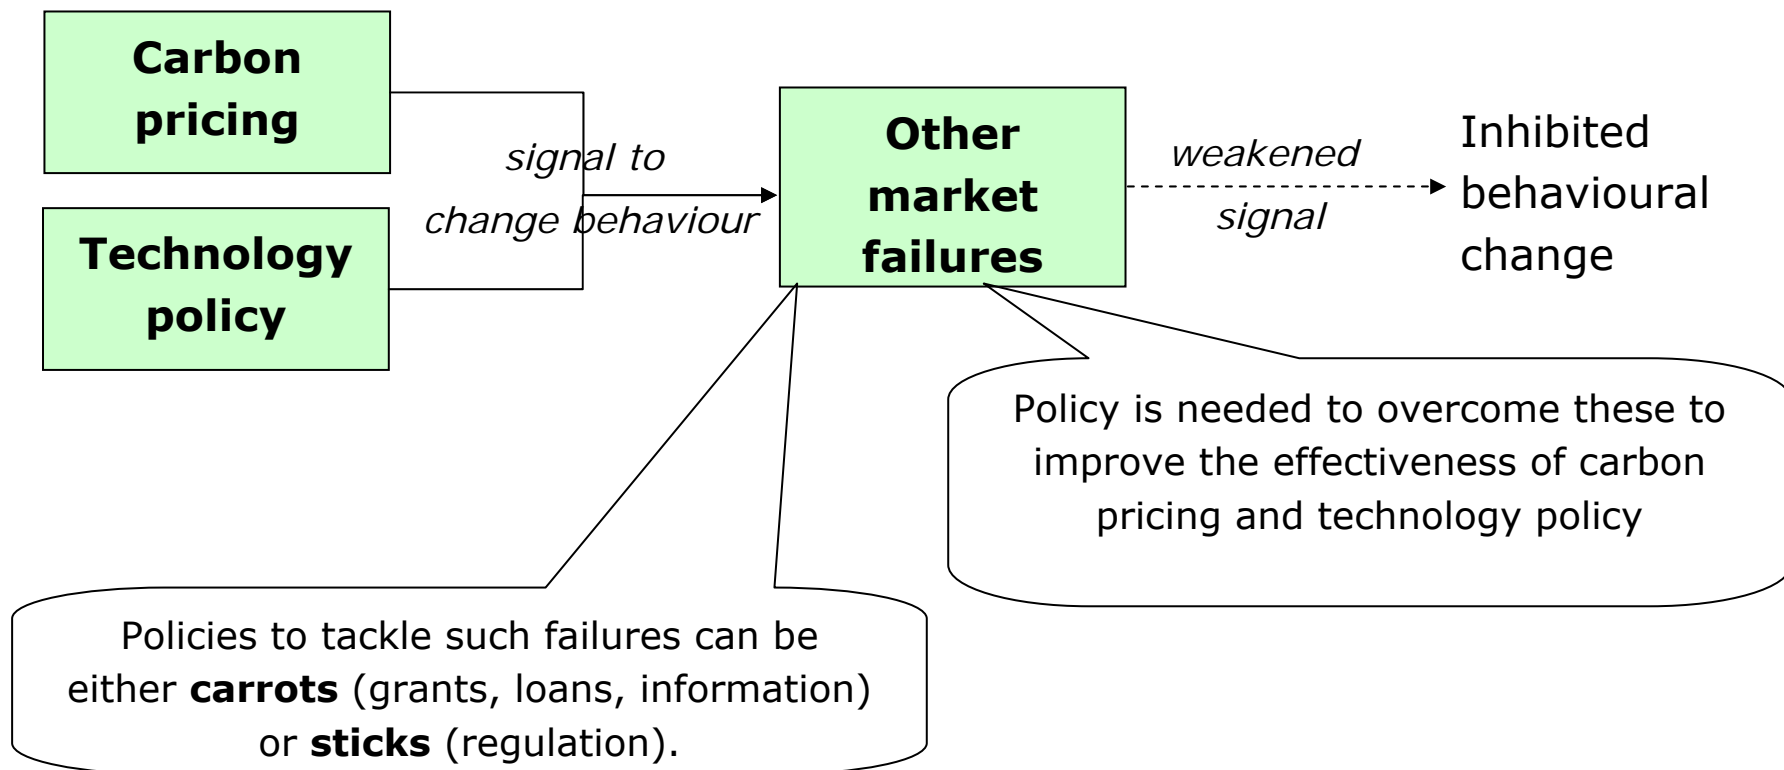 Carbon
pricing
Technology
policy
signal to
change behaviour
Other
market
failures
weakened
signal
Inhibited
behavioural
change
Policy is needed to overcome these to
improve the effectiveness of carbon
pricing and technology policy
Policies to tackle such failures can be
either carrots (grants, loans, information)
or sticks (regulation).